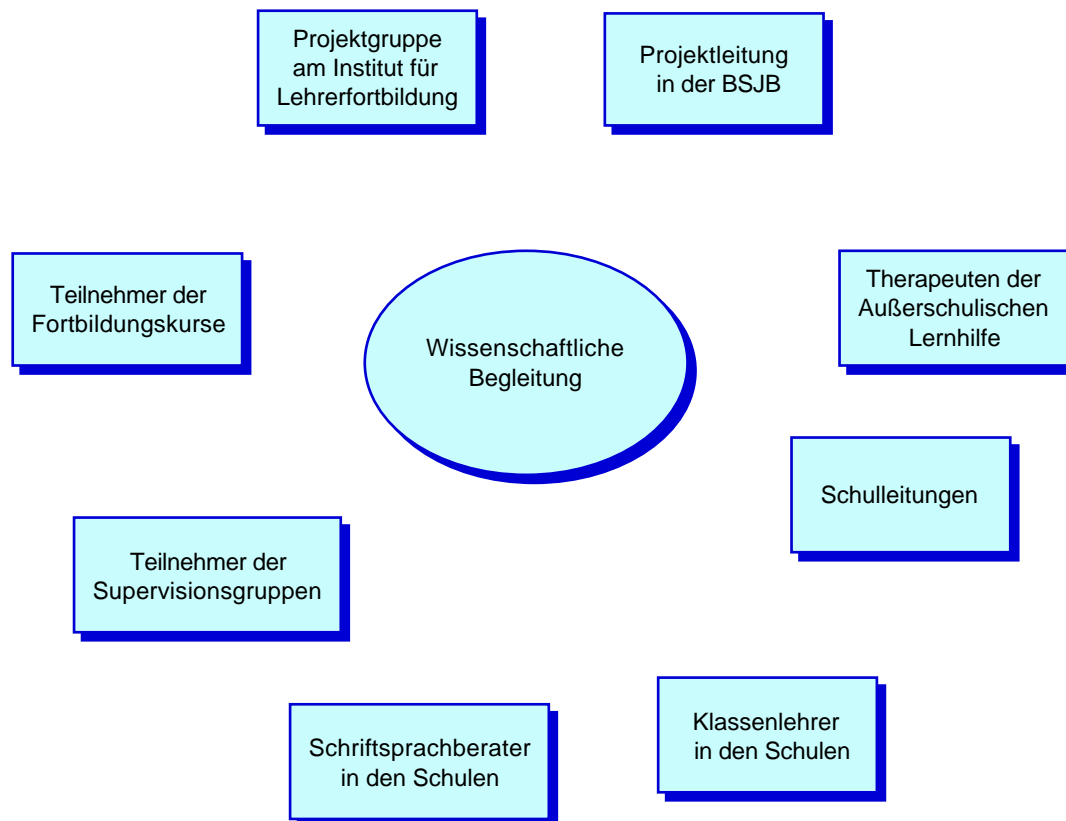 Projektgruppe
am Institut für
Lehrerfortbildung
Projektleitung
in der BSJB
Teilnehmer der
Fortbildungskurse
Wissenschaftliche
Begleitung
Therapeuten der
Außerschulischen
Lernhilfe
Schulleitungen
Teilnehmer der
Supervisionsgruppen
Schriftsprachberater
in den Schulen
Klassenlehrer
in den Schulen